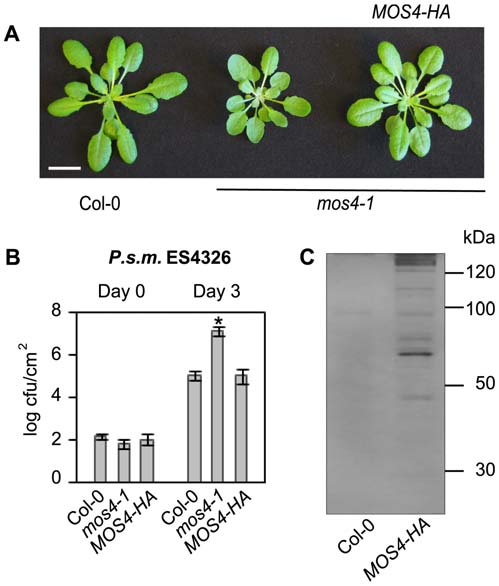 MOS4-HA
A
Col-0
mos4-1
B
P.s.m. ES4326
Day 0 Day 3
log cfu/cm2
8
6
4
2
0
*
Col-0
mos4-1
MOS4-HA
Col-0
mos4-1
MOS4-HA
C
kDa
120
100
50
30
Col-0
MOS4-HA